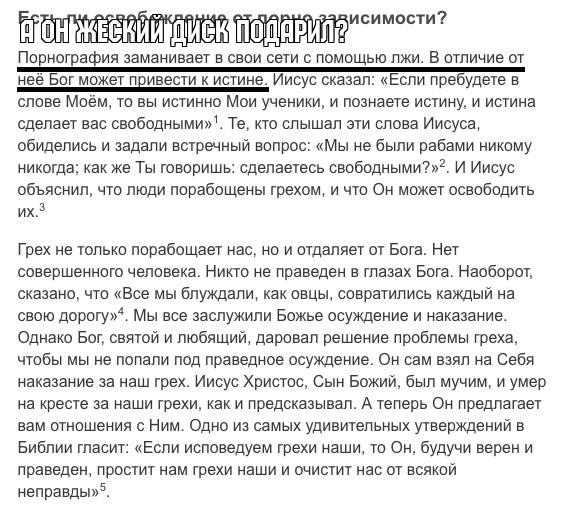 Есть ли освобождение от порно зависимости?
А ОН ЖЕСКИЙ ДИСК ПОДАРИЛ?
Порнография заманивает в свои сети с помощью лжи. В отличие от
неё Бог может привести к истине. Иисус сказал: «Если пребудете в
слове Моём, то вы истинно Мои ученики, и познаете истину, и истина
сделает вас свободными»¹. Те, кто слышал эти слова Иисуса,
обиделись и задали встречный вопрос: «Мы не были рабами никому
никогда; как же Ты говоришь: сделаетесь свободными?»². И Иисус
объяснил, что люди порабощены грехом, и что Он может освободить
их.³
Грех не только порабощает нас, но и отдаляет от Бога. Нет
совершенного человека. Никто не праведен в глазах Бога. Наоборот,
сказано, что «Все мы блуждали, как овцы, совратились каждый на
свою дорогу»⁴. Мы все заслужили Божье осуждение и наказание.
Однако Бог, святой и любящий, даровал решение проблемы греха,
чтобы мы не попали под праведное осуждение. Он сам взял на Себя
наказание за наш грех. Иисус Христос, Сын Божий, был мучим, и умер
на кресте за наши грехи, как и предсказывал. А теперь Он предлагает
вам отношения с Ним. Одно из самых удивительных утверждений в
Библии гласит: «Если исповедуем грехи наши, то Он, будучи верен и
праведен, простит нам грехи наши и очистит нас от всякой
неправды»⁵.